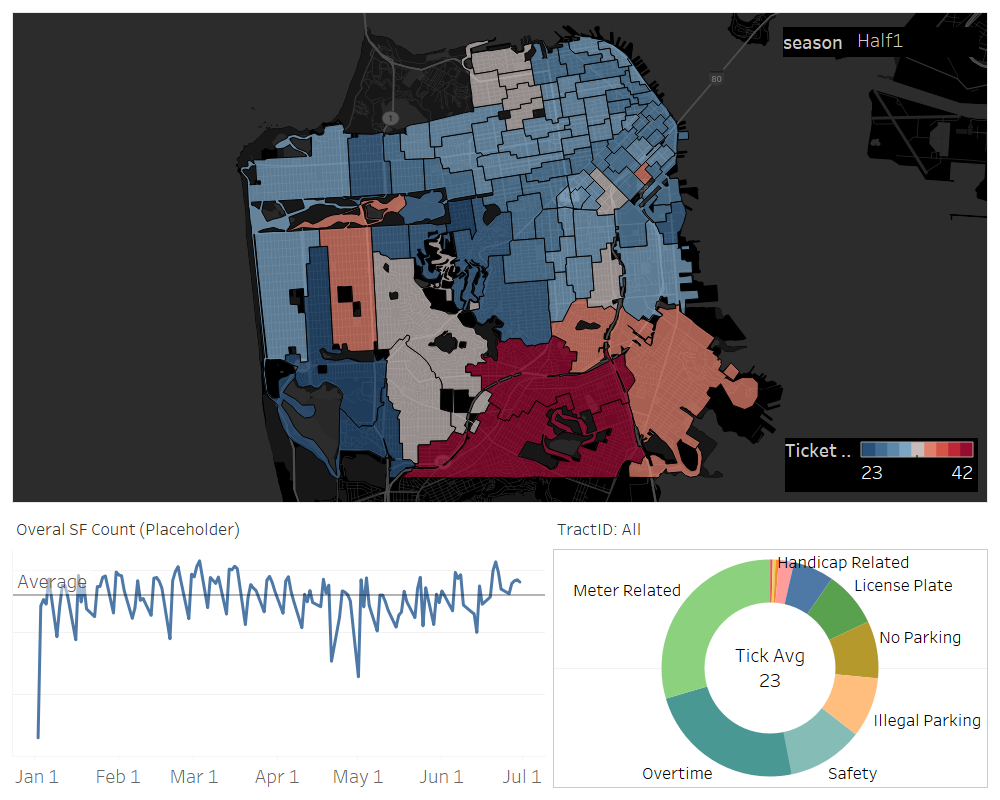 season Half1
80
1
Ticket ..
23 42
Overal SF Count (Placeholder)
TractID: All
Average
Jan 1 Feb 1 Mar 1 Apr 1 May 1 Jun 1 Jul 1
Handicap Related
Meter Related
License Plate
No Parking
Tick Avg
23
Illegal Parking
Overtime
Safety